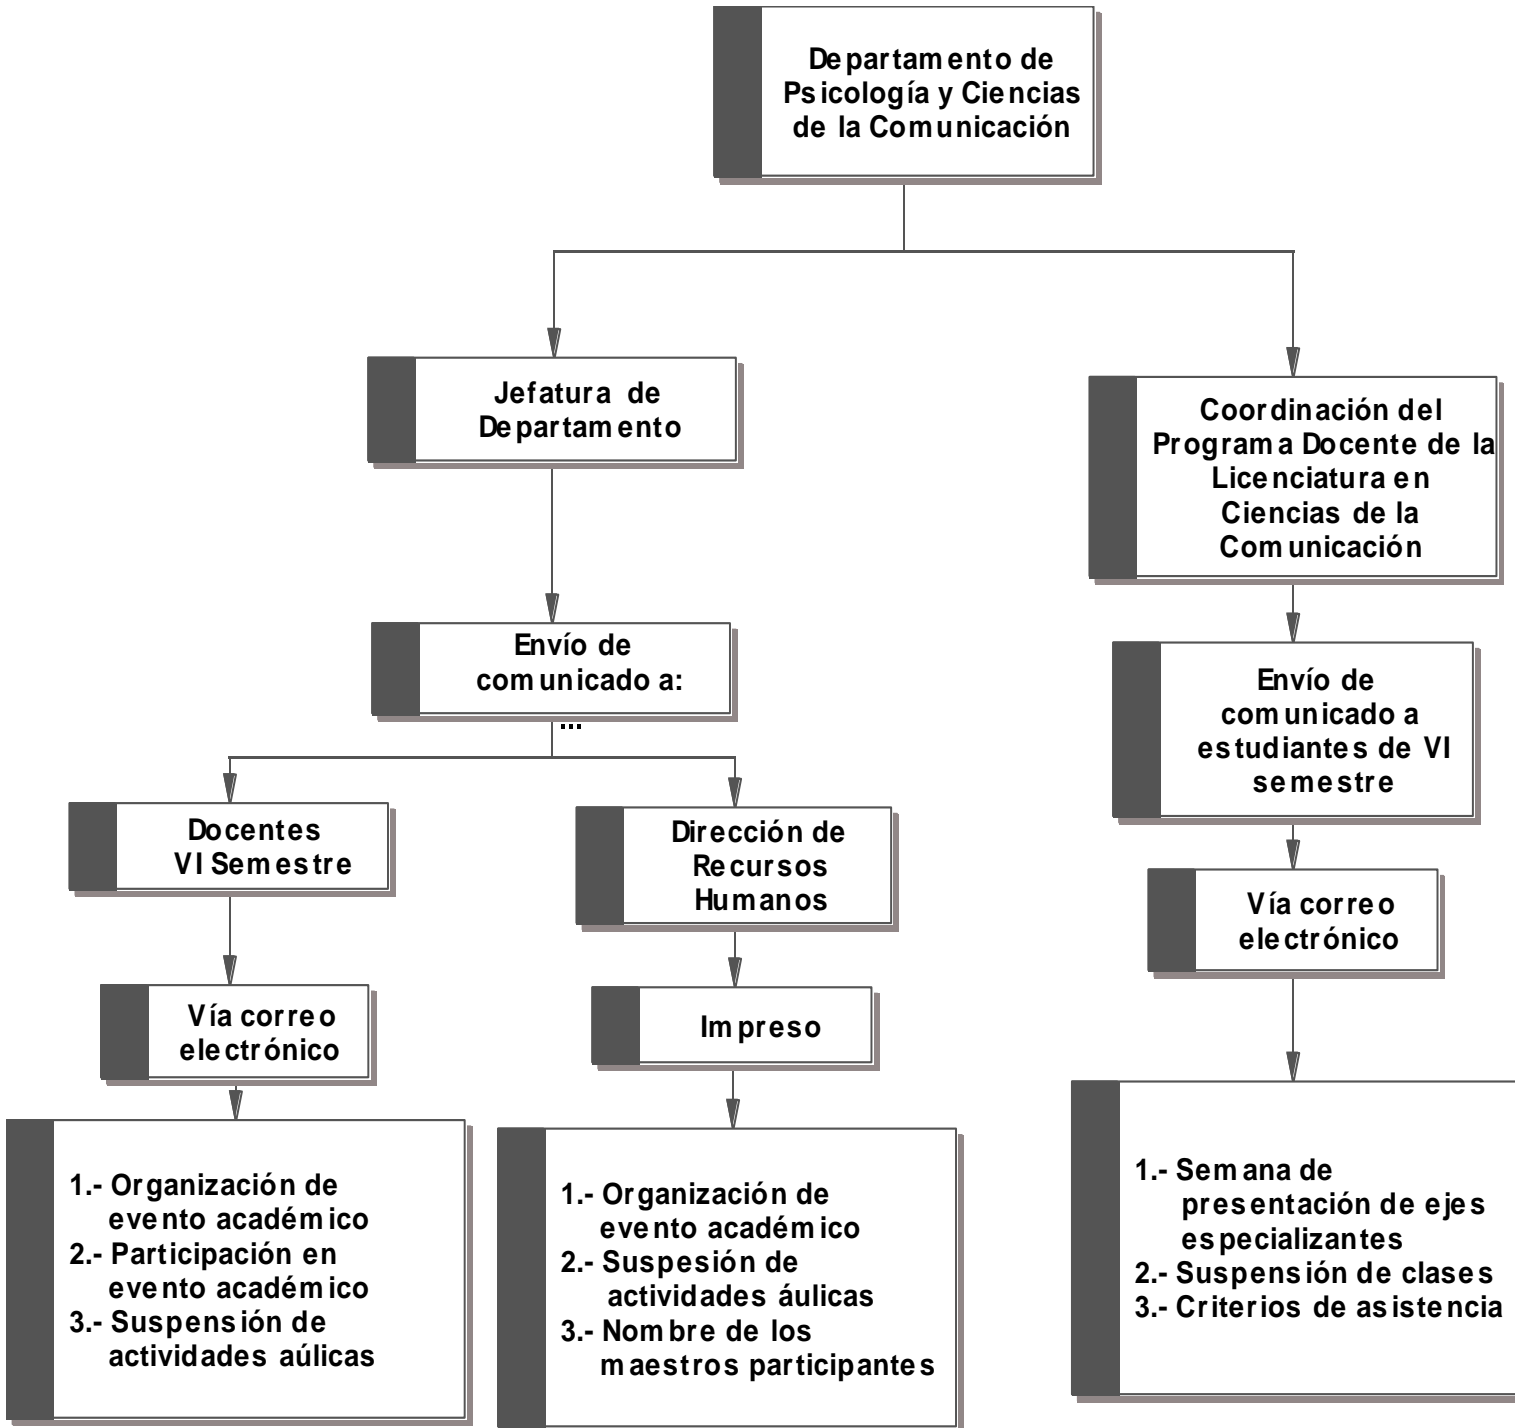 Departamento de
Psicología y Ciencias
de la Comunicación
Jefatura de
Departamento
Coordinación del
Programa Docente de la
Licenciatura en
Ciencias de la
Comunicación
Envío de
comunicado a:
...
Envío de
comunicado a
estudiantes de VI
semestre
Docentes
VI Semestre
Dirección de
Recursos
Humanos
Vía correo
electrónico
Vía correo
electrónico
Impreso
1.- Organización de
evento académico
2.- Participación en
evento académico
3.- Suspensión de
actividades aúlicas
1.- Organización de
evento académico
2.- Suspesión de
actividades áulicas
3.- Nombre de los
maestros participantes
1.- Semana de
presentación de ejes
especializantes
2.- Suspensión de clases
3.- Criterios de asistencia